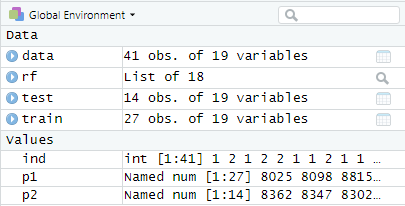 Global Environment
Data
data 41 obs. of 19 variables
rf List of 18
test 14 obs. of 19 variables
train 27 obs. of 19 variables
Values
ind int [1:41] 1 2 1 2 2 1 1 2 1 1 …
p1 Named num [1:27] 8025 8098 8815…
p2 Named num [1:14] 8362 8347 8302…